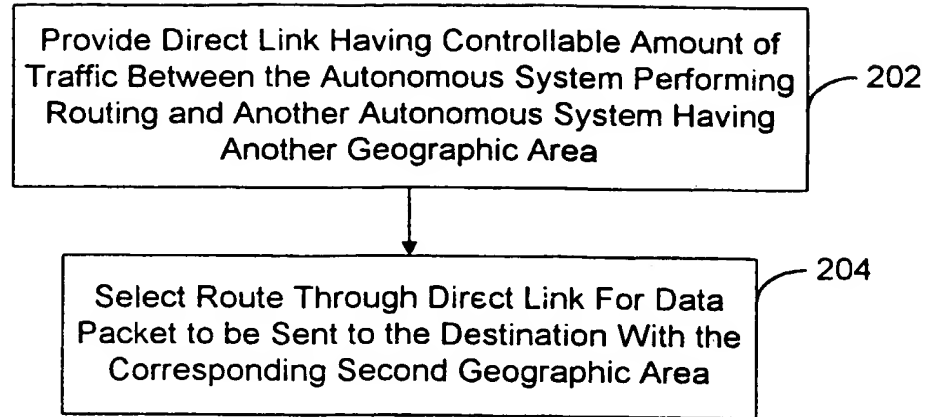 Provide Direct Link Having Controllable Amount of
Traffic Between the Autonomous System Performing
Routing and Another Autonomous System Having
Another Geographic Area
202
Select Route Through Direct Link For Data
Packet to be Sent to the Destination With the
Corresponding Second Geographic Area
204